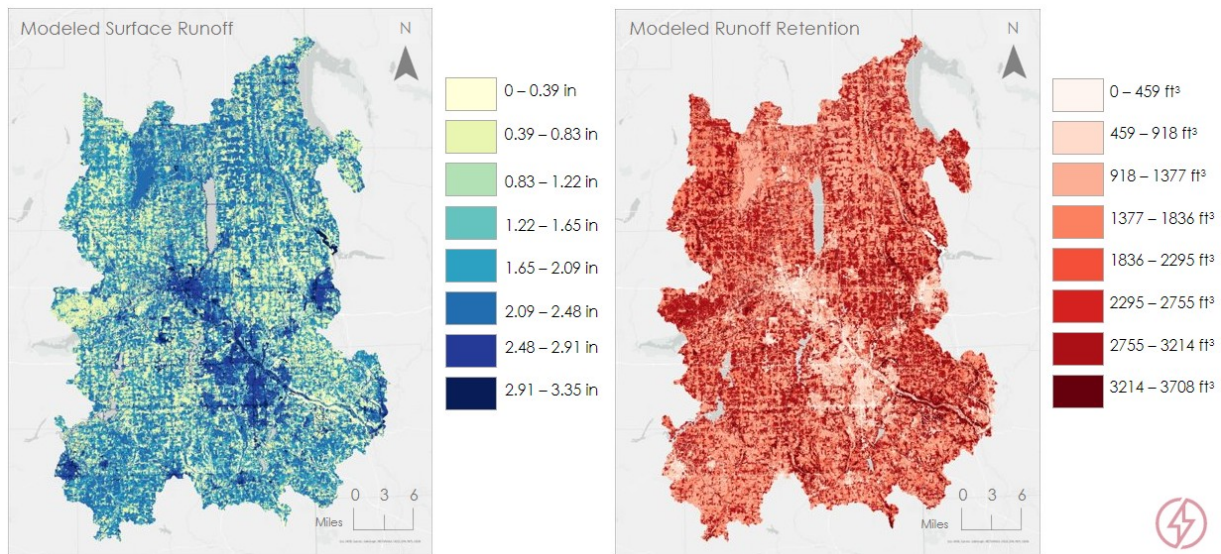 Modeled Surface Runoff
N
0 – 0.39 in
0.39 – 0.83 in
0.83 – 1.22 in
1.22 – 1.65 in
1.65 – 2.09 in
2.09 – 2.48 in
2.48 – 2.91 in
2.91 – 3.35 in
0 3 6
Miles
Modeled Runoff Retention
N
0 – 459 ft³
459 – 918 ft³
918 – 1377 ft³
1377 – 1836 ft³
1836 – 2295 ft³
2295 – 2755 ft³
2755 – 3214 ft³
3214 – 3708 ft³
0 3 6
Miles